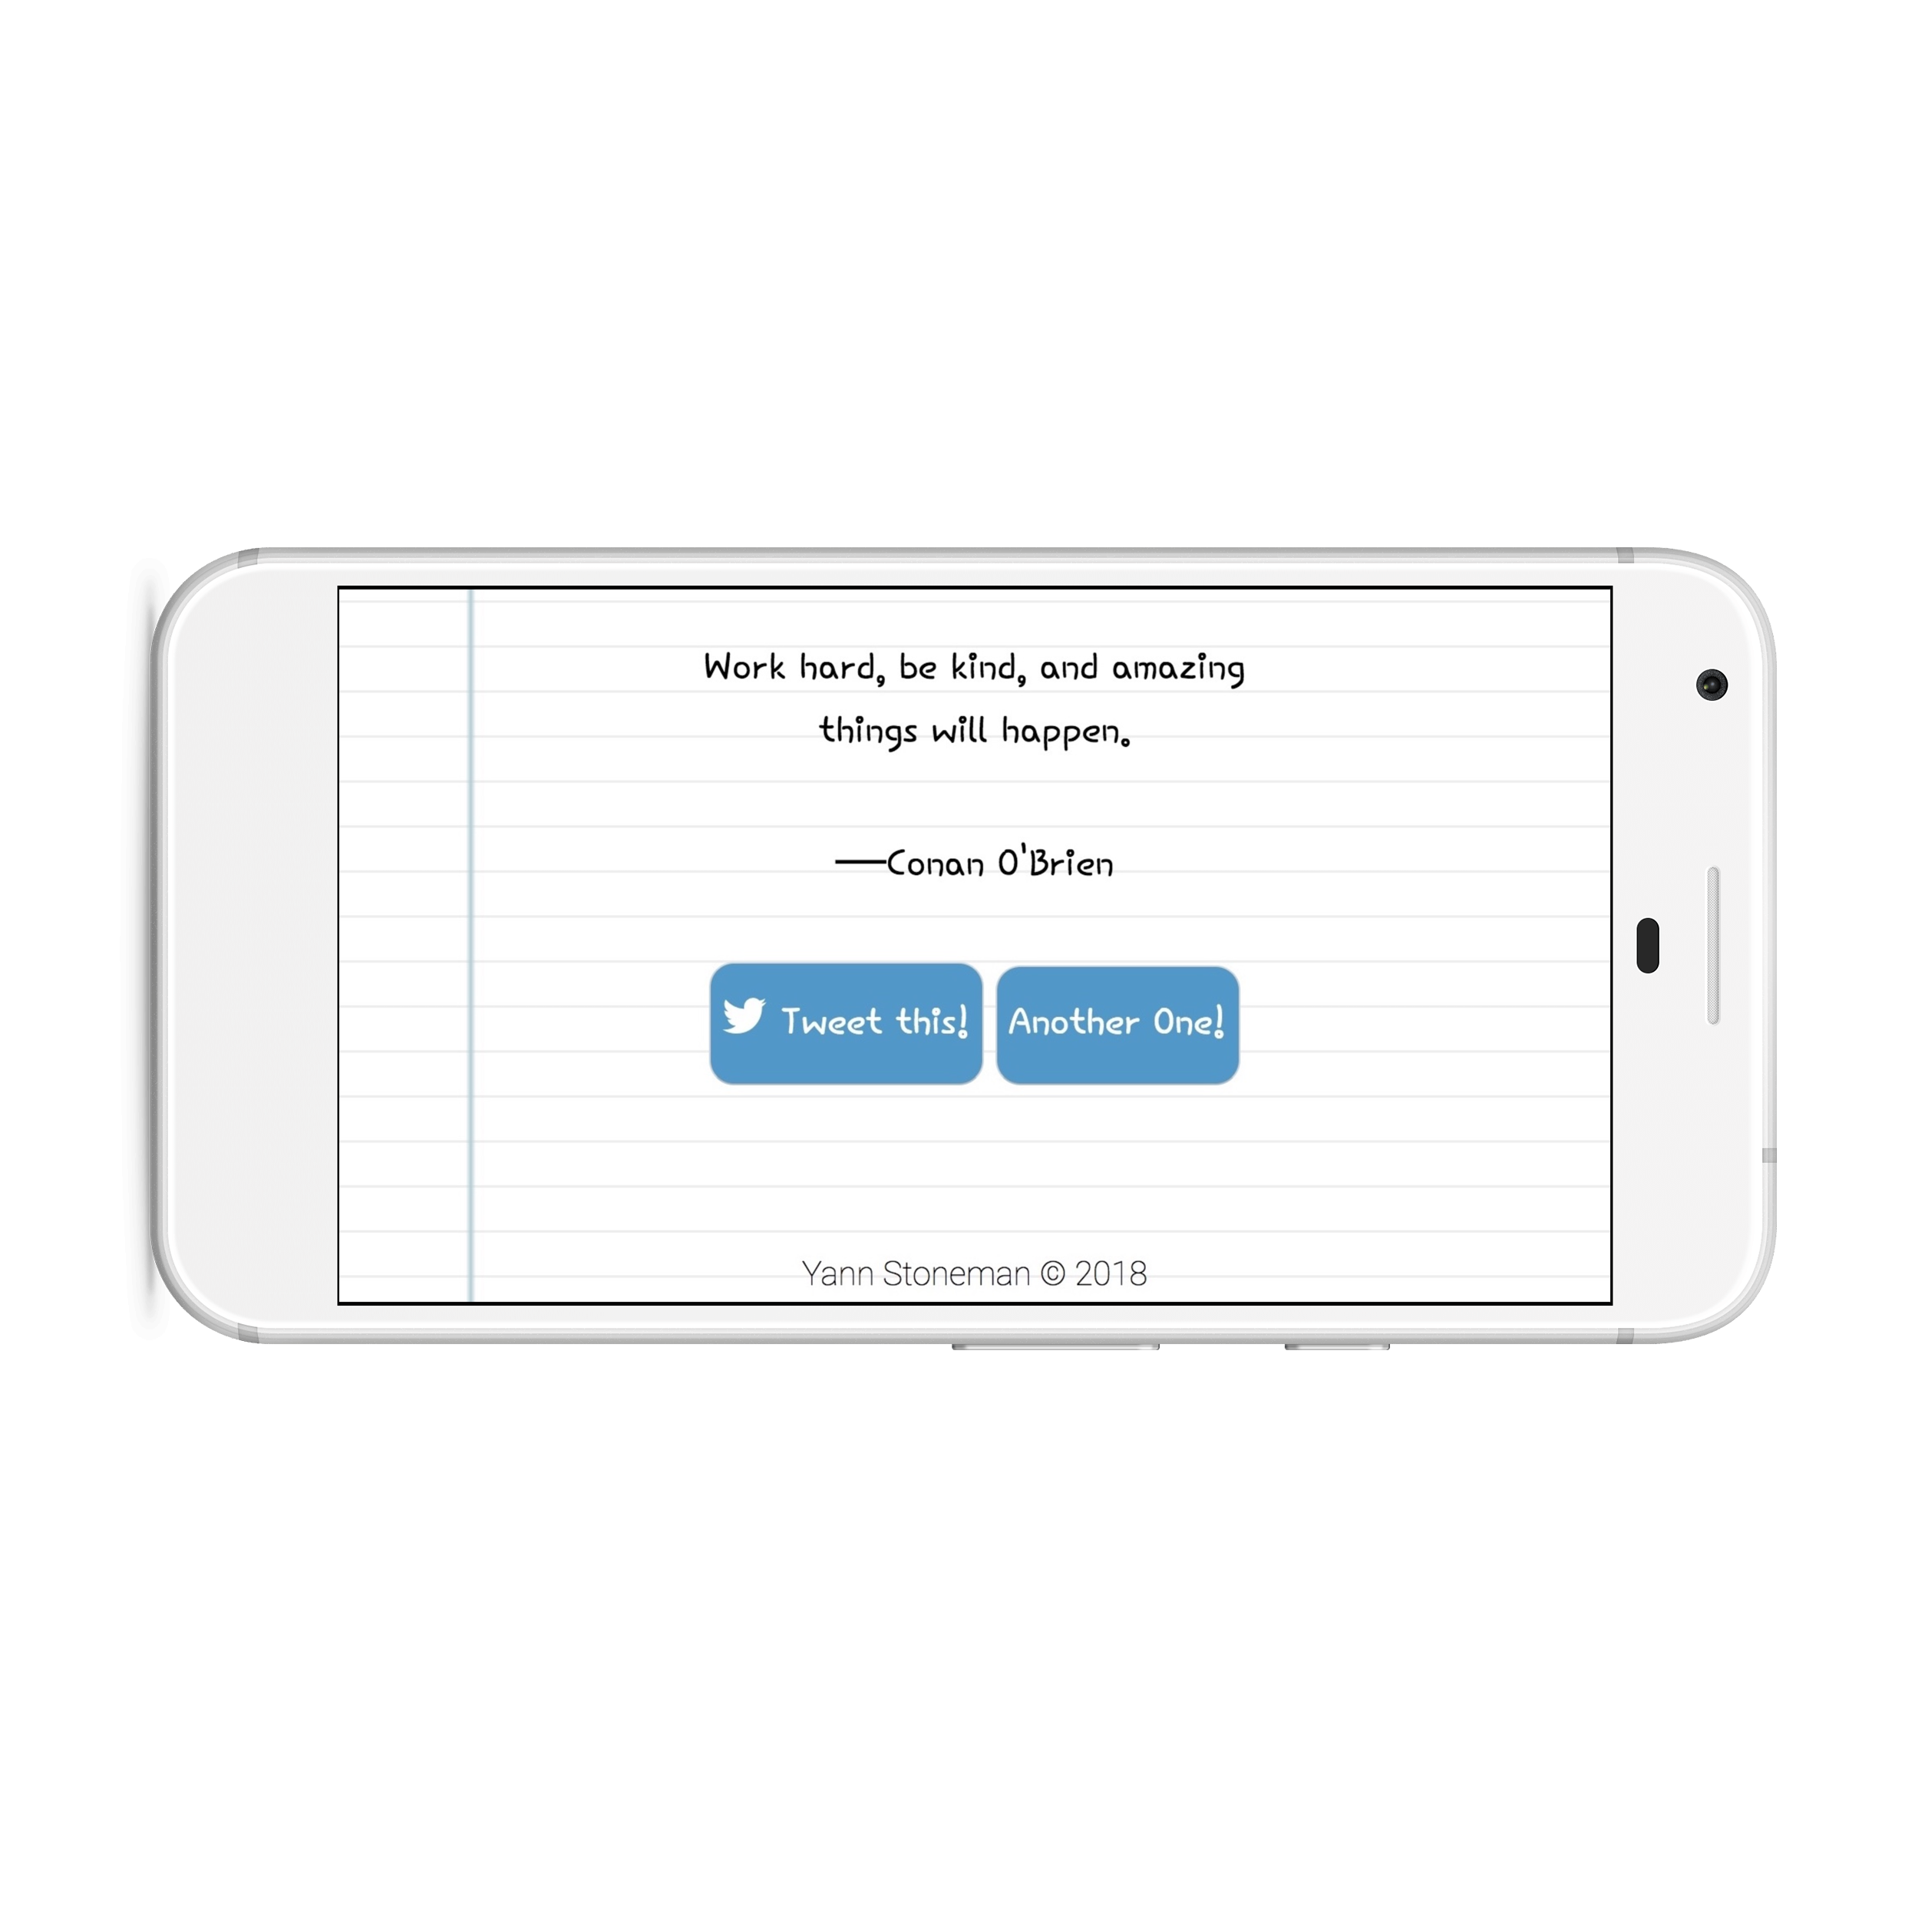 Work hard, be kind, and amazing
things will happen.
—Conan O'Brien
Tweet this! Another One!
Yann Stoneman © 2018